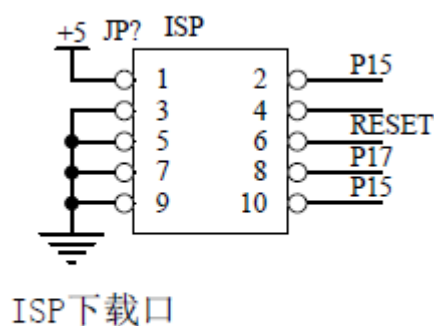 +5 JP? ISP
1 2 P15
3 4
5 6 RESET
7 8 P17
9 10 P15
ISP下载口